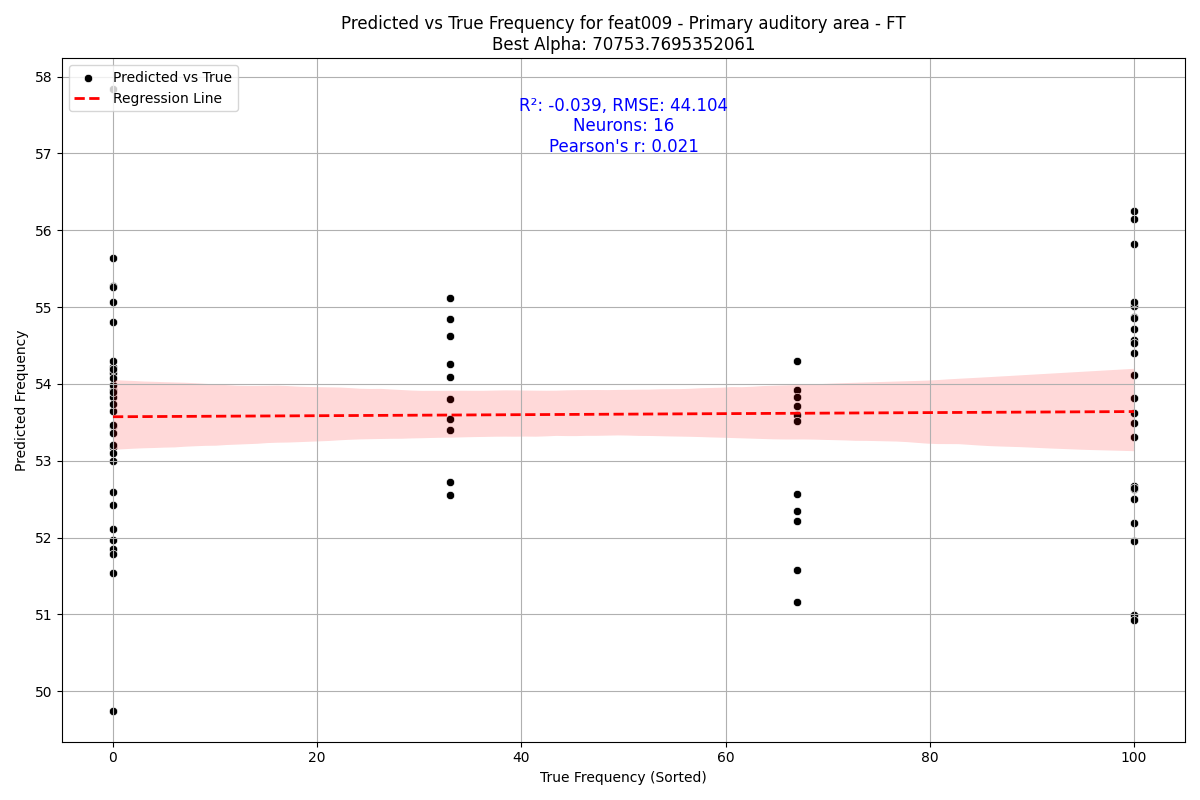 Predicted vs True Frequency for feat009 - Primary auditory area - FT
Best Alpha: 70753.7695352061
Predicted vs True
Regression Line
R²: -0.039, RMSE: 44.104
Neurons: 16
Pearson's r: 0.021
58
57
56
55
54
53
52
51
50
Predicted Frequency
0
20
40
60
80
100
True Frequency (Sorted)